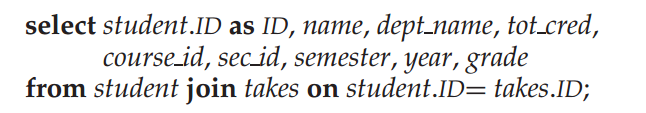 select student.ID as ID, name, dept_name, tot_cred,
course_id, sec_id, semester, year, grade
from student join takes on student.ID= takes.ID;